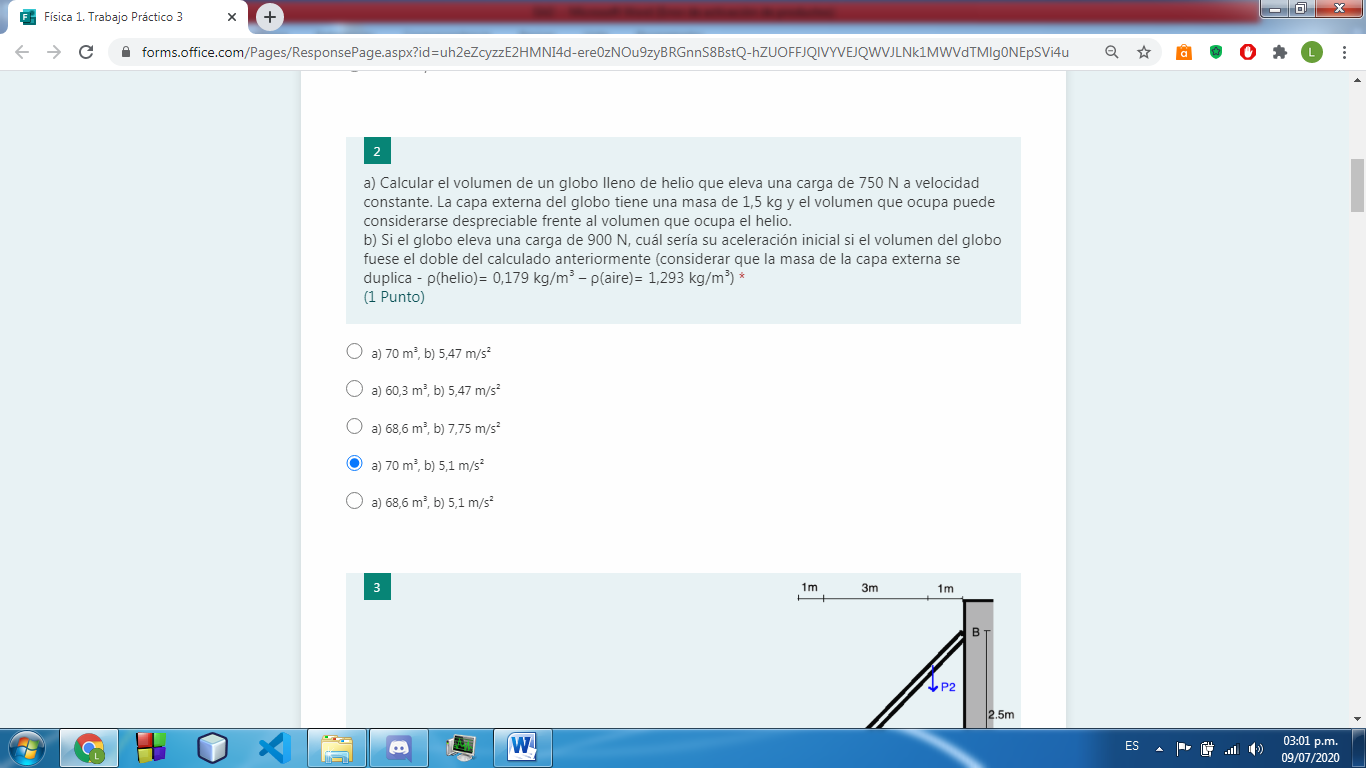 Física 1. Trabajo Práctico 3
forms.office.com/Pages/ResponsePage.aspx?id=uh2eZcyzzE2HMNI4d-ere0zNOu9zyBRGnnS8BstQ-hZUOFFJQlVYVEJQWVJLNk1MWVdTMlg0NEpSVi4u
L
2
a) Calcular el volumen de un globo lleno de helio que eleva una carga de 750 N a velocidad
constante. La capa externa del globo tiene una masa de 1,5 kg y el volumen que ocupa puede
considerarse despreciable frente al volumen que ocupa el helio.
b) Si el globo eleva una carga de 900 N, cuál sería su aceleración inicial si el volumen del globo
fuese el doble del calculado anteriormente (considerar que la masa de la capa externa se
duplica - ρ(helio)= 0,179 kg/m³ – ρ(aire)= 1,293 kg/m³) *
(1 Punto)
a) 70 m³, b) 5,47 m/s²
a) 60,3 m³, b) 5,47 m/s²
a) 68,6 m³, b) 7,75 m/s²
a) 70 m³, b) 5,1 m/s²
a) 68,6 m³, b) 5,1 m/s²
3
1m 3m 1m
B
P2
2.5m
L
ES
03:01 p.m.
09/07/2020